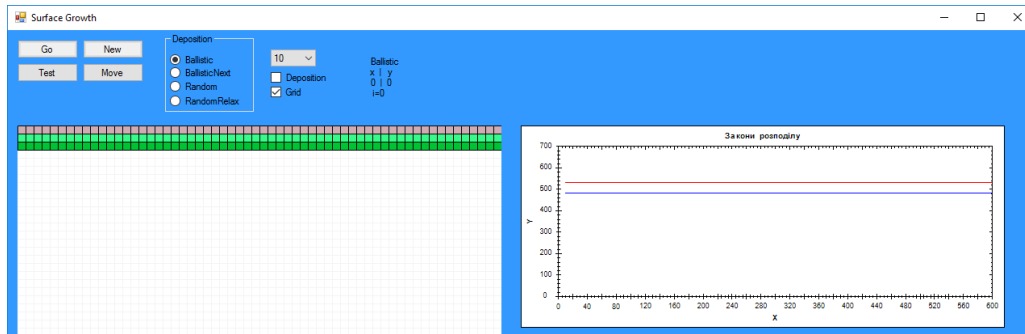 Surface Growth
Go
New
Test
Move
Deposition
Ballistic
BallisticNext
Random
RandomRelax
10
Deposition
Grid
Ballistic
x | y
0 | 0
i=0
Закони розподілу
700
600
500
400
300
200
100
0
Y
0 40 80 120 160 200 240 280 320 360 400 440 480 520 560 600
X